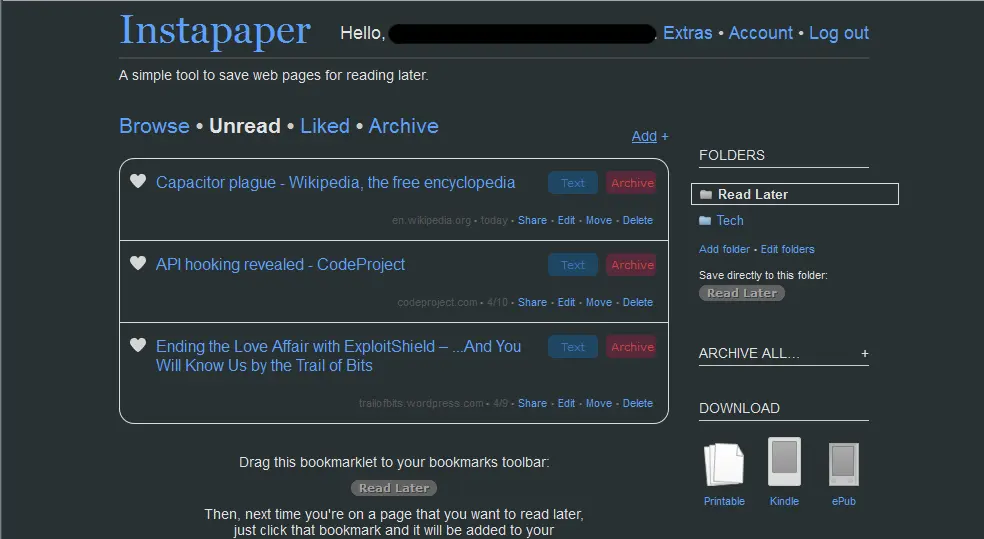 Instapaper
Hello, . Extras • Account • Log out
A simple tool to save web pages for reading later.
Browse • Unread • Liked • Archive
Add +
Capacitor plague - Wikipedia, the free encyclopedia
Text Archive
en.wikipedia.org • today • Share • Edit • Move • Delete
API hooking revealed - CodeProject
Text Archive
codeproject.com • 4/10 • Share • Edit • Move • Delete
Ending the Love Affair with ExploitShield – ...And You
Will Know Us by the Trail of Bits
Text Archive
trailofbits.wordpress.com • 4/9 • Share • Edit • Move • Delete
Drag this bookmarklet to your bookmarks toolbar:
Read Later
Then, next time you're on a page that you want to read later,
just click that bookmark and it will be added to your
FOLDERS
Read Later
Tech
Add folder • Edit folders
Save directly to this folder:
Read Later
ARCHIVE ALL... +
DOWNLOAD
Printable Kindle ePub